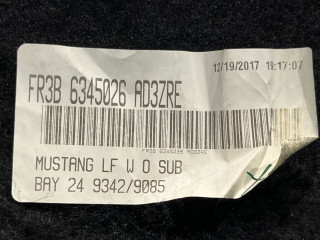 12/19/2017 19:17:07
FR3B 6345026 AD3ZRE
FR3B 6345026 AD3ZRE
MUSTANG LF W O SUB
BAY 24 9342/9085